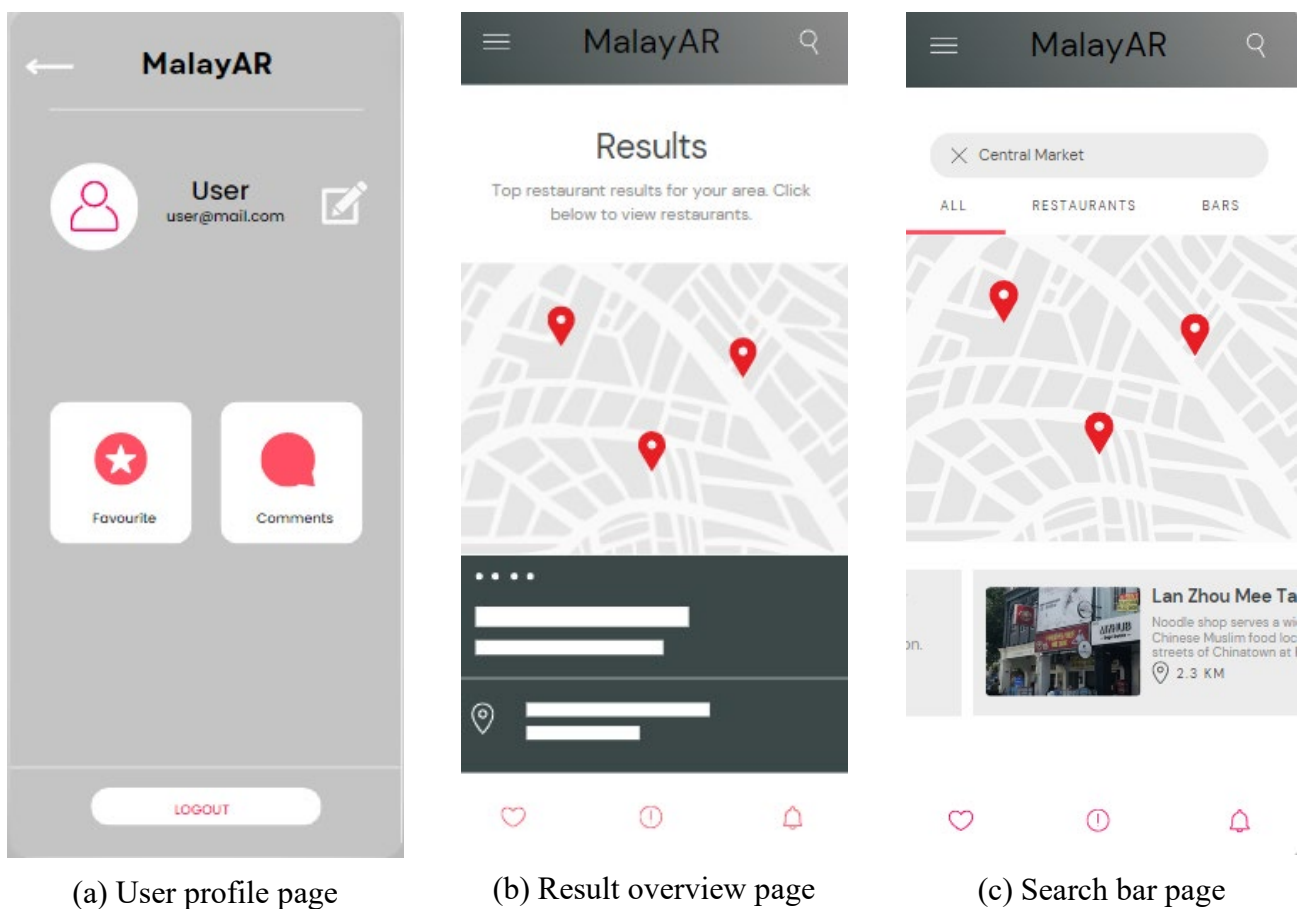 MalayAR
User
user@mail.com
Favourite
Comments
LOGOUT
(a) User profile page
MalayAR
Results
Top restaurant results for your area. Click
below to view restaurants.
(b) Result overview page
MalayAR
Central Market
ALL RESTAURANTS BARS
on.
Lan Zhou Mee Ta
Noodle shop serves a wi
Chinese Muslim food loc
streets of Chinatown at
2.3 KM
(c) Search bar page